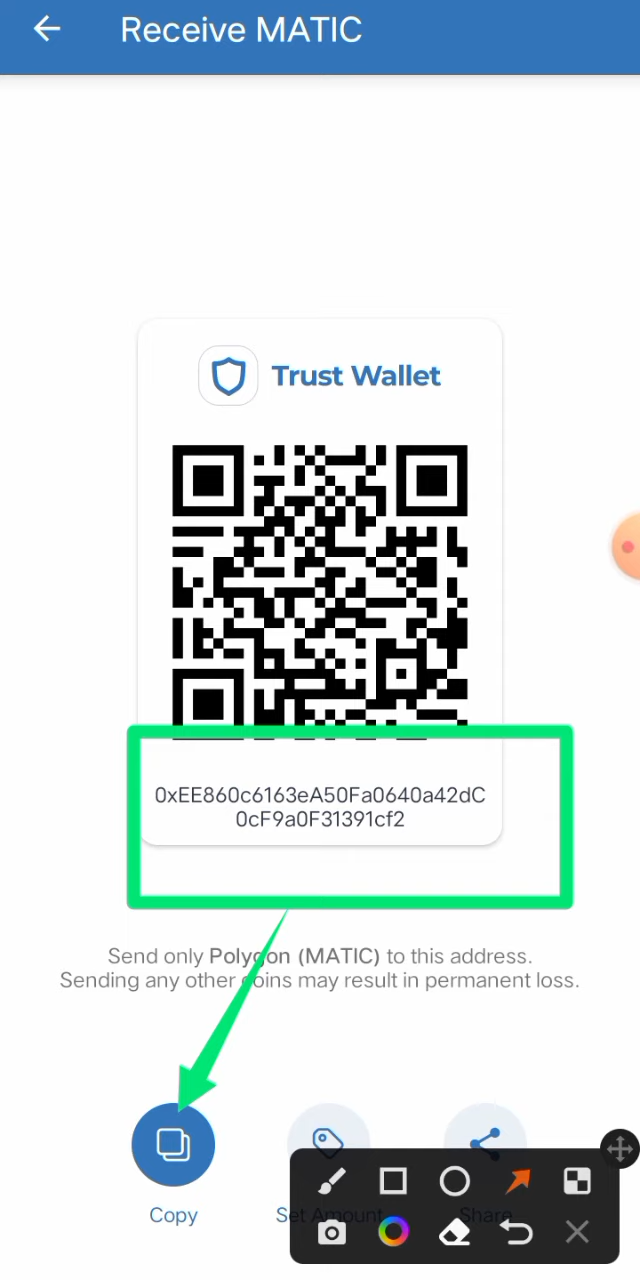 Receive MATIC
Trust Wallet
0xEE860c6163eA50Fa0640a42dC
0cF9a0F31391cf2
Send only Polygon (MATIC) to this address.
Sending any other coins may result in permanent loss.
Copy
Set Amount
Share